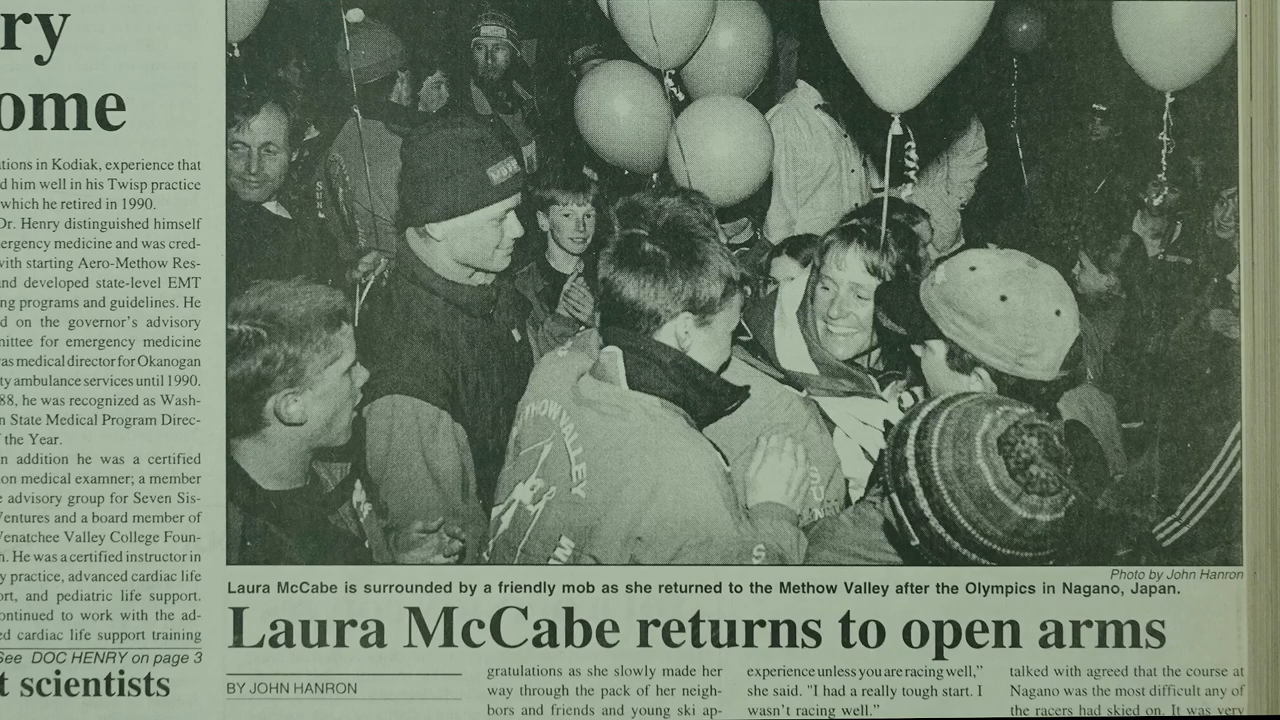 ry
ome
ations in Kodiak, experience that
d him well in his Twisp practice
which he retired in 1990.
Dr. Henry distinguished himself
ergency medicine and was cred-
with starting Aero-Methow Res-
and developed state-level EMT
ng programs and guidelines. He
d on the governor's advisory
mittee for emergency medicine
as medical director for Okanogan
ty ambulance services until 1990.
88, he was recognized as Wash-
n State Medical Program Direc-
f the Year.
n addition he was a certified
on medical examner; a member
e advisory group for Seven Sis-
Ventures and a board member of
Wenatchee Valley College Foun-
n. He was a certified instructor in
y practice, advanced cardiac life
ort, and pediatric life support.
ontinued to work with the ad-
ed cardiac life support training
See DOC HENRY on page 3
t scientists
THOW VALLEY
Photo by John Hanron
Laura McCabe is surrounded by a friendly mob as she returned to the Methow Valley after the Olympics in Nagano, Japan.
Laura McCabe returns to open arms
BY JOHN HANRON
gratulations as she slowly made her
way through the pack of her neigh-
bors and friends and young ski ap-
experience unless you are racing well,"
she said. "I had a really tough start. I
wasn't racing well."
talked with agreed that the course at
Nagano was the most difficult any of
the racers had skied on. It was very